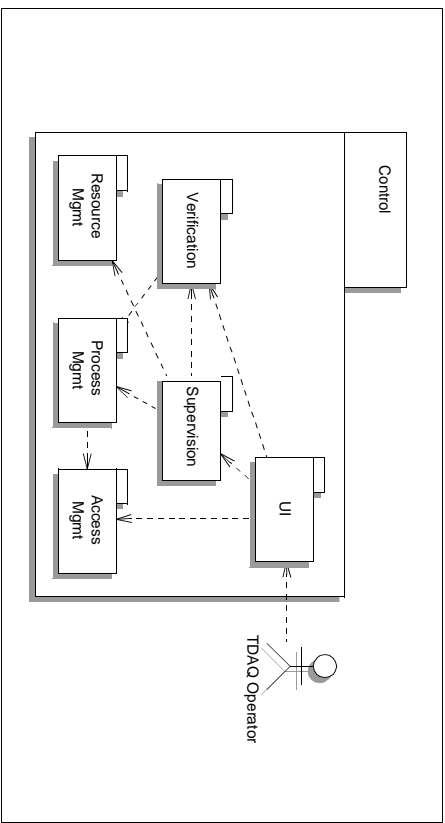 Control
UI
TDAQ Operator
Verification
Supervision
Resource
Mgmt
Process
Mgmt
Access
Mgmt